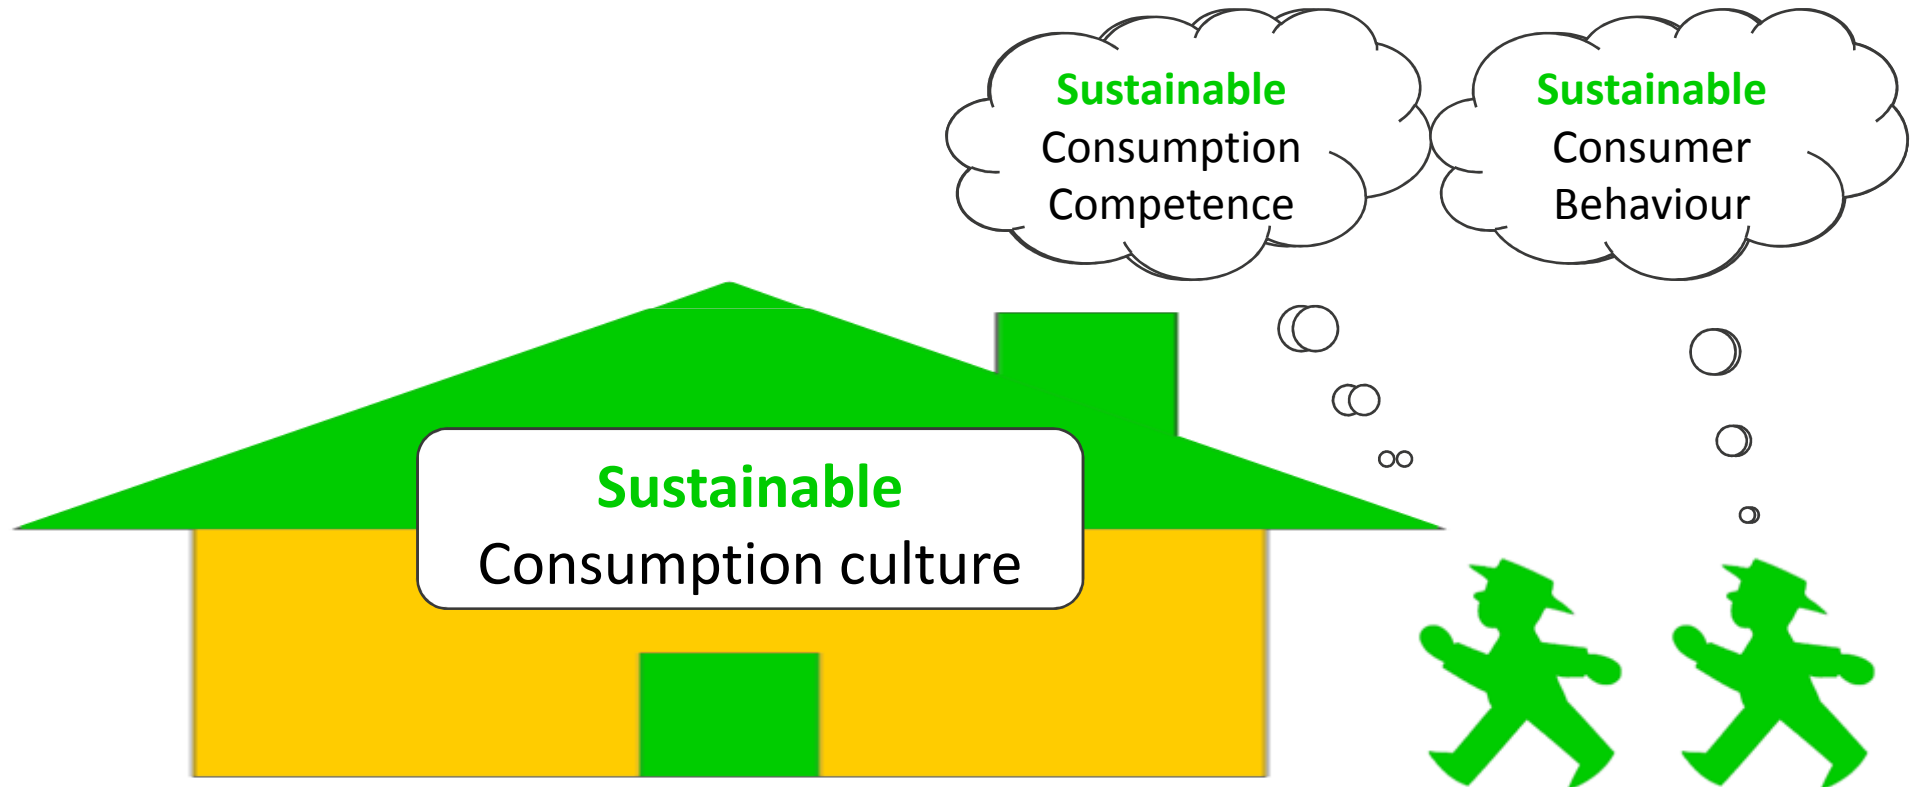 Sustainable
Consumption
Competence
Sustainable
Consumer
Behaviour
Sustainable
Consumption culture